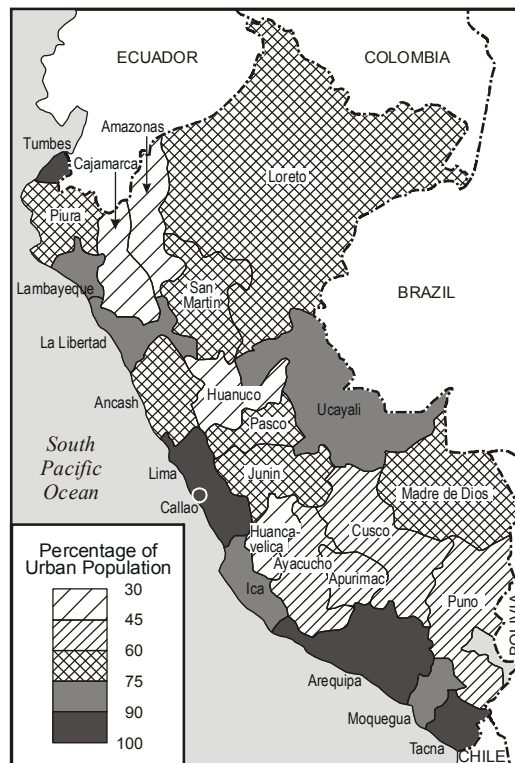 ECUADOR
COLOMBIA
Amazonas
Tumbes
Cajamarca
Loreto
Piura
San
Martin
Lambayeque
BRAZIL
La Libertad
Huanuco
Ancash
Ucayali
Pasco
South
Pacific
Ocean
Lima
Junin
Madre de Dios
Callao
Huanca-
velica
Cusco
Ayacucho
Apurimac
Ica
Puno
BOLIVIA
Arequipa
Moquegua
Tacna
CHILE
Percentage of
Urban Population
30
45
60
75
90
100